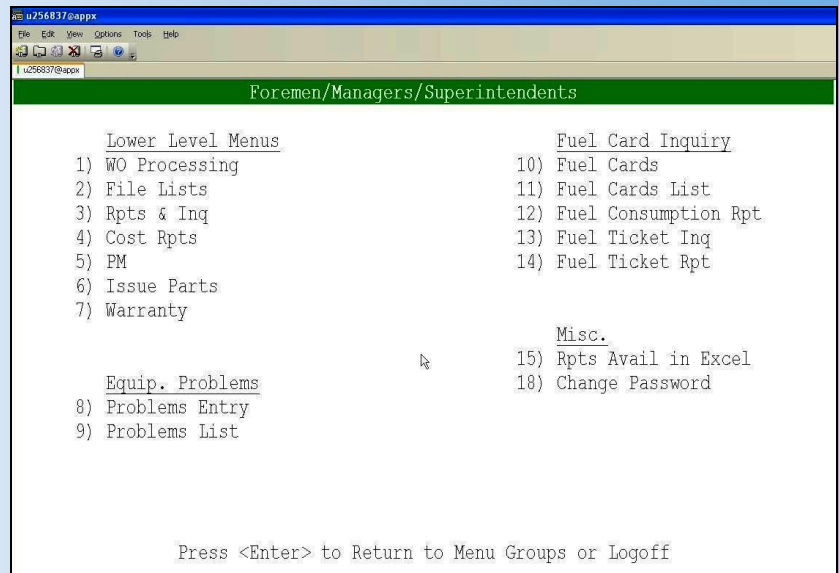 u256837@appx
File Edit View Options Tools Help
u256837@appx
Foremen/Managers/Superintendents
Lower Level Menus
1) WO Processing
2) File Lists
3) Rpts & Inq
4) Cost Rpts
5) PM
6) Issue Parts
7) Warranty
Equip. Problems
8) Problems Entry
9) Problems List
Fuel Card Inquiry
10) Fuel Cards
11) Fuel Cards List
12) Fuel Consumption Rpt
13) Fuel Ticket Inq
14) Fuel Ticket Rpt
Misc.
15) Rpts Avail in Excel
18) Change Password
Press <Enter> to Return to Menu Groups or Logoff